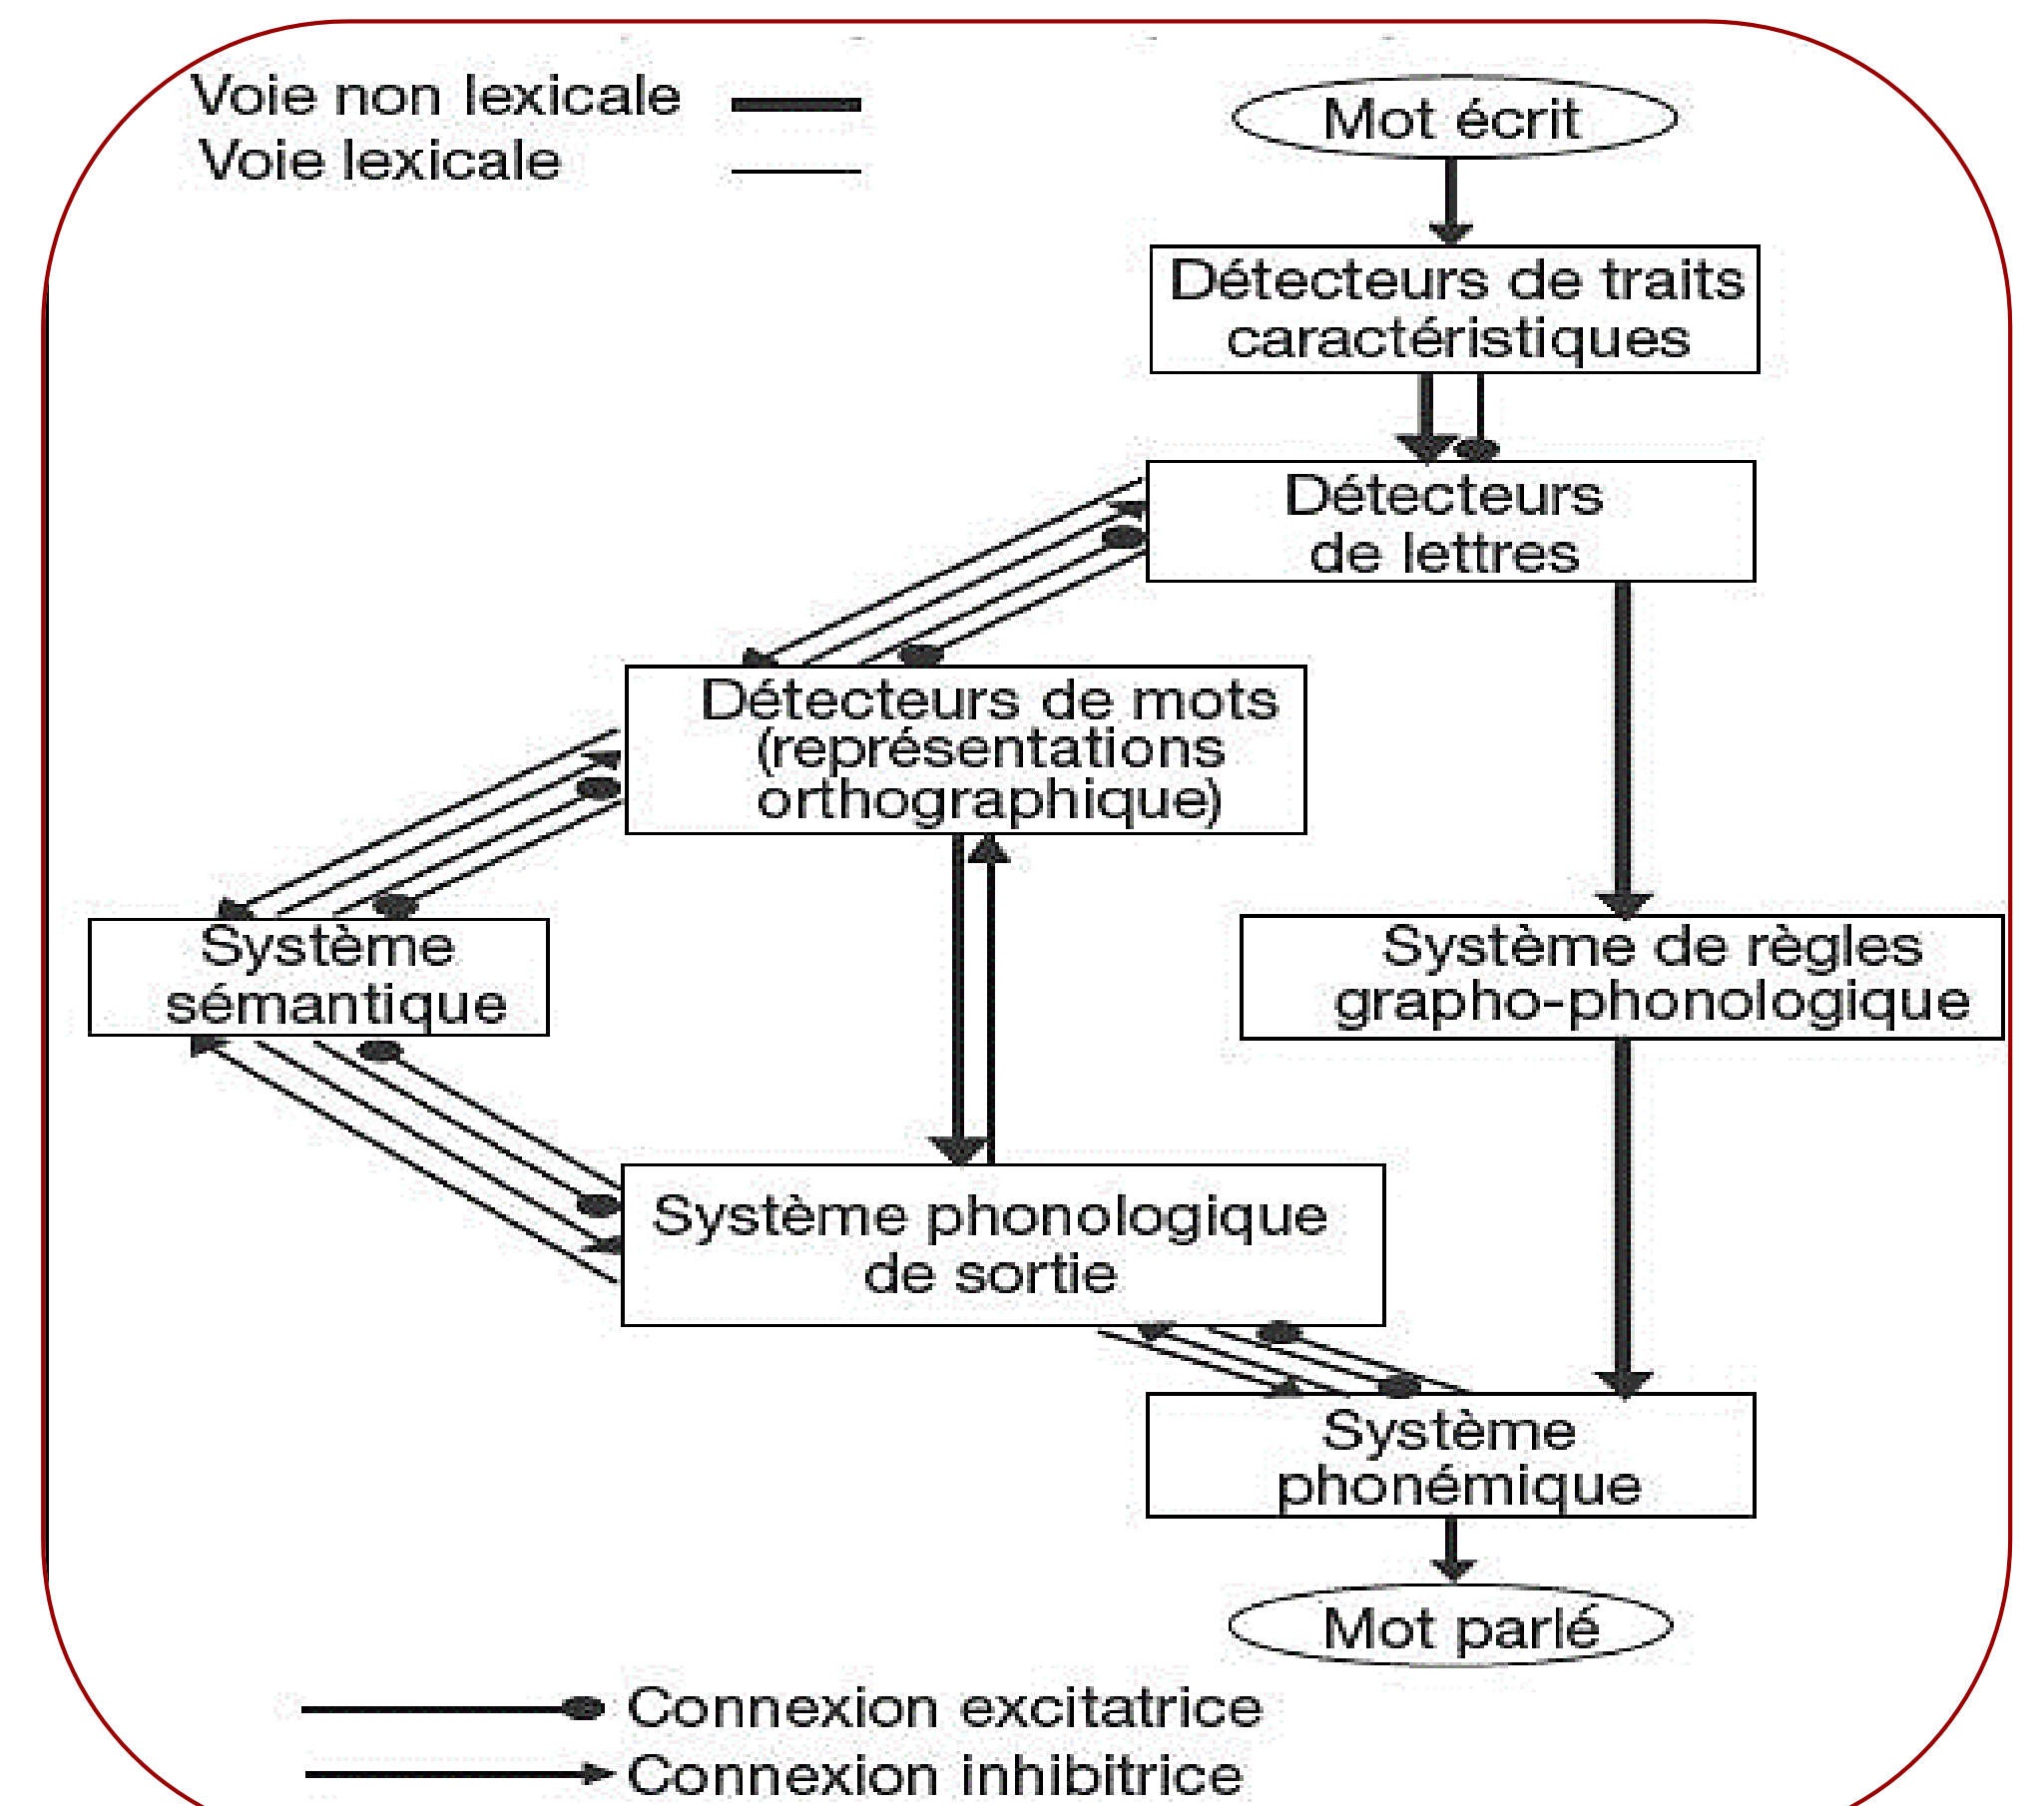 Voie non lexicale
Voie lexicale
Mot écrit
Détecteurs de traits
caractéristiques
Détecteurs
de lettres
Détecteurs de mots
(représentations
orthographique)
Système
sémantique
Système de règles
grapho-phonologique
Système phonologique
de sortie
Système
phonémique
Mot parlé
Connexion excitatrice
Connexion inhibitrice